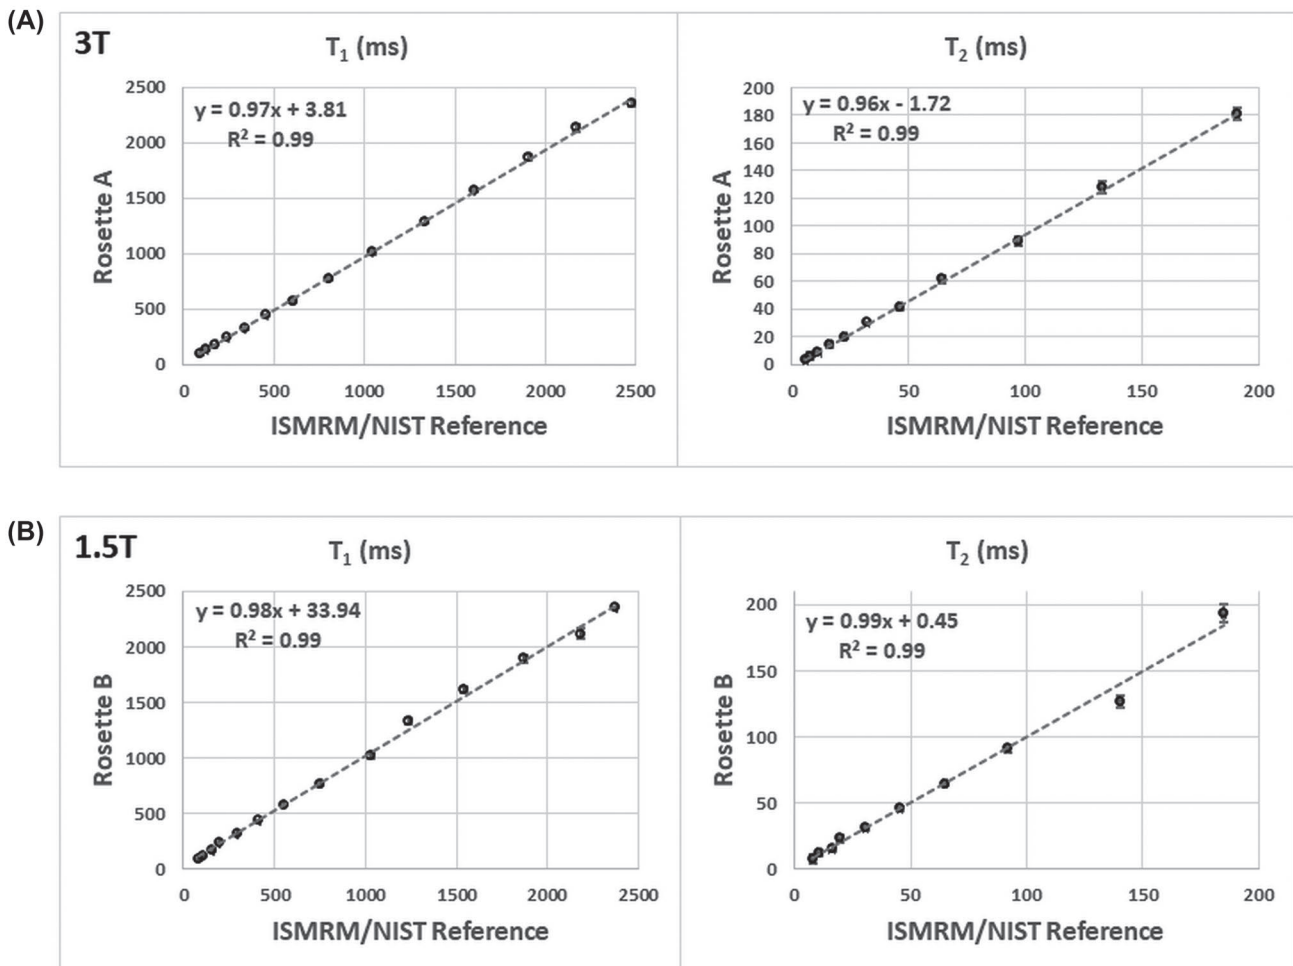 (A)
3T
T1 (ms)
y = 0.97x + 3.81
R² = 0.99
2500
2000
1500
1000
500
0
0 500 1000 1500 2000 2500
Rosette A
ISMRM/NIST Reference
T2 (ms)
y = 0.96x - 1.72
R² = 0.99
200
180
160
140
120
100
80
60
40
20
0
0 50 100 150 200
Rosette A
ISMRM/NIST Reference
(B)
1.5T
T1 (ms)
y = 0.98x + 33.94
R² = 0.99
2500
2000
1500
1000
500
0
0 500 1000 1500 2000 2500
Rosette B
ISMRM/NIST Reference
T2 (ms)
y = 0.99x + 0.45
R² = 0.99
200
150
100
50
0
0 50 100 150 200
Rosette B
ISMRM/NIST Reference